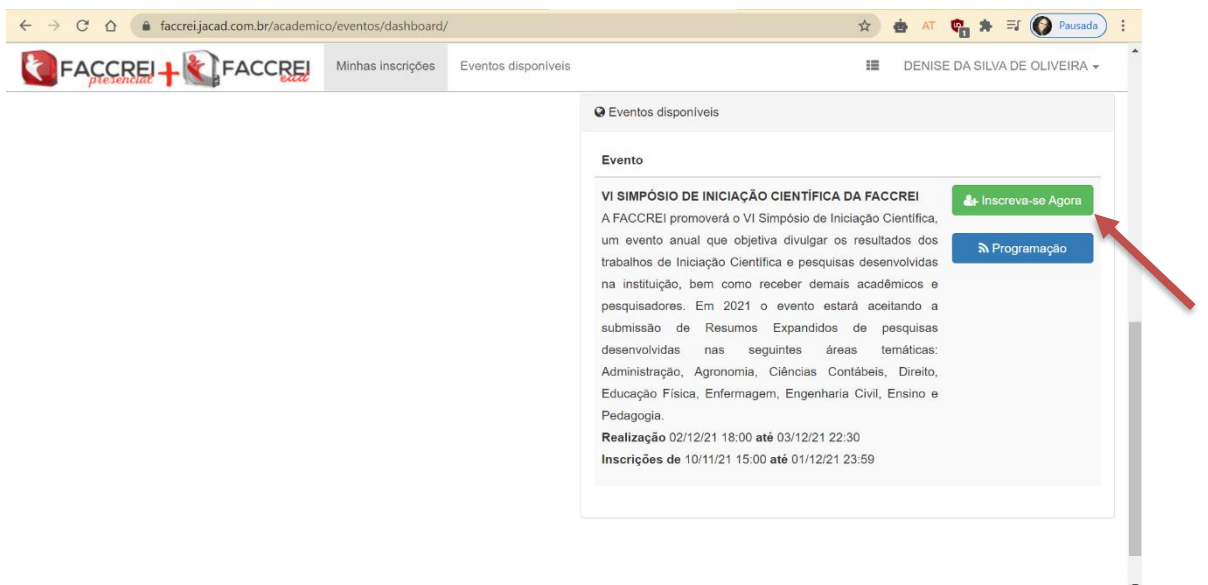 faccrei.jacad.com.br/academico/eventos/dashboard/
AT
1
Pausada
FACCREI presencial + FACCREI ead
Minhas inscrições
Eventos disponíveis
DENISE DA SILVA DE OLIVEIRA
Eventos disponíveis
Evento
VI SIMPÓSIO DE INICIAÇÃO CIENTÍFICA DA FACCREI
Inscreva-se Agora
A FACCREI promoverá o VI Simpósio de Iniciação Científica,
um evento anual que objetiva divulgar os resultados dos
Programação
trabalhos de Iniciação Científica e pesquisas desenvolvidas
na instituição, bem como receber demais acadêmicos e
pesquisadores. Em 2021 o evento estará aceitando a
submissão de Resumos Expandidos de pesquisas
desenvolvidas nas seguintes áreas temáticas:
Administração, Agronomia, Ciências Contábeis, Direito,
Educação Física, Enfermagem, Engenharia Civil, Ensino e
Pedagogia.
Realização 02/12/21 18:00 até 03/12/21 22:30
Inscrições de 10/11/21 15:00 até 01/12/21 23:59